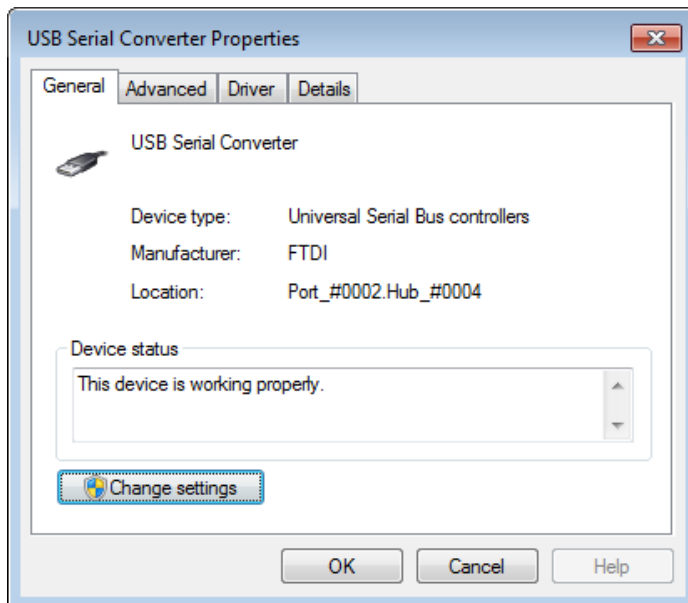 USB Serial Converter Properties
General Advanced Driver Details
USB Serial Converter
Device type: Universal Serial Bus controllers
Manufacturer: FTDI
Location: Port_#0002.Hub_#0004
Device status
This device is working properly.
Change settings
OK Cancel Help